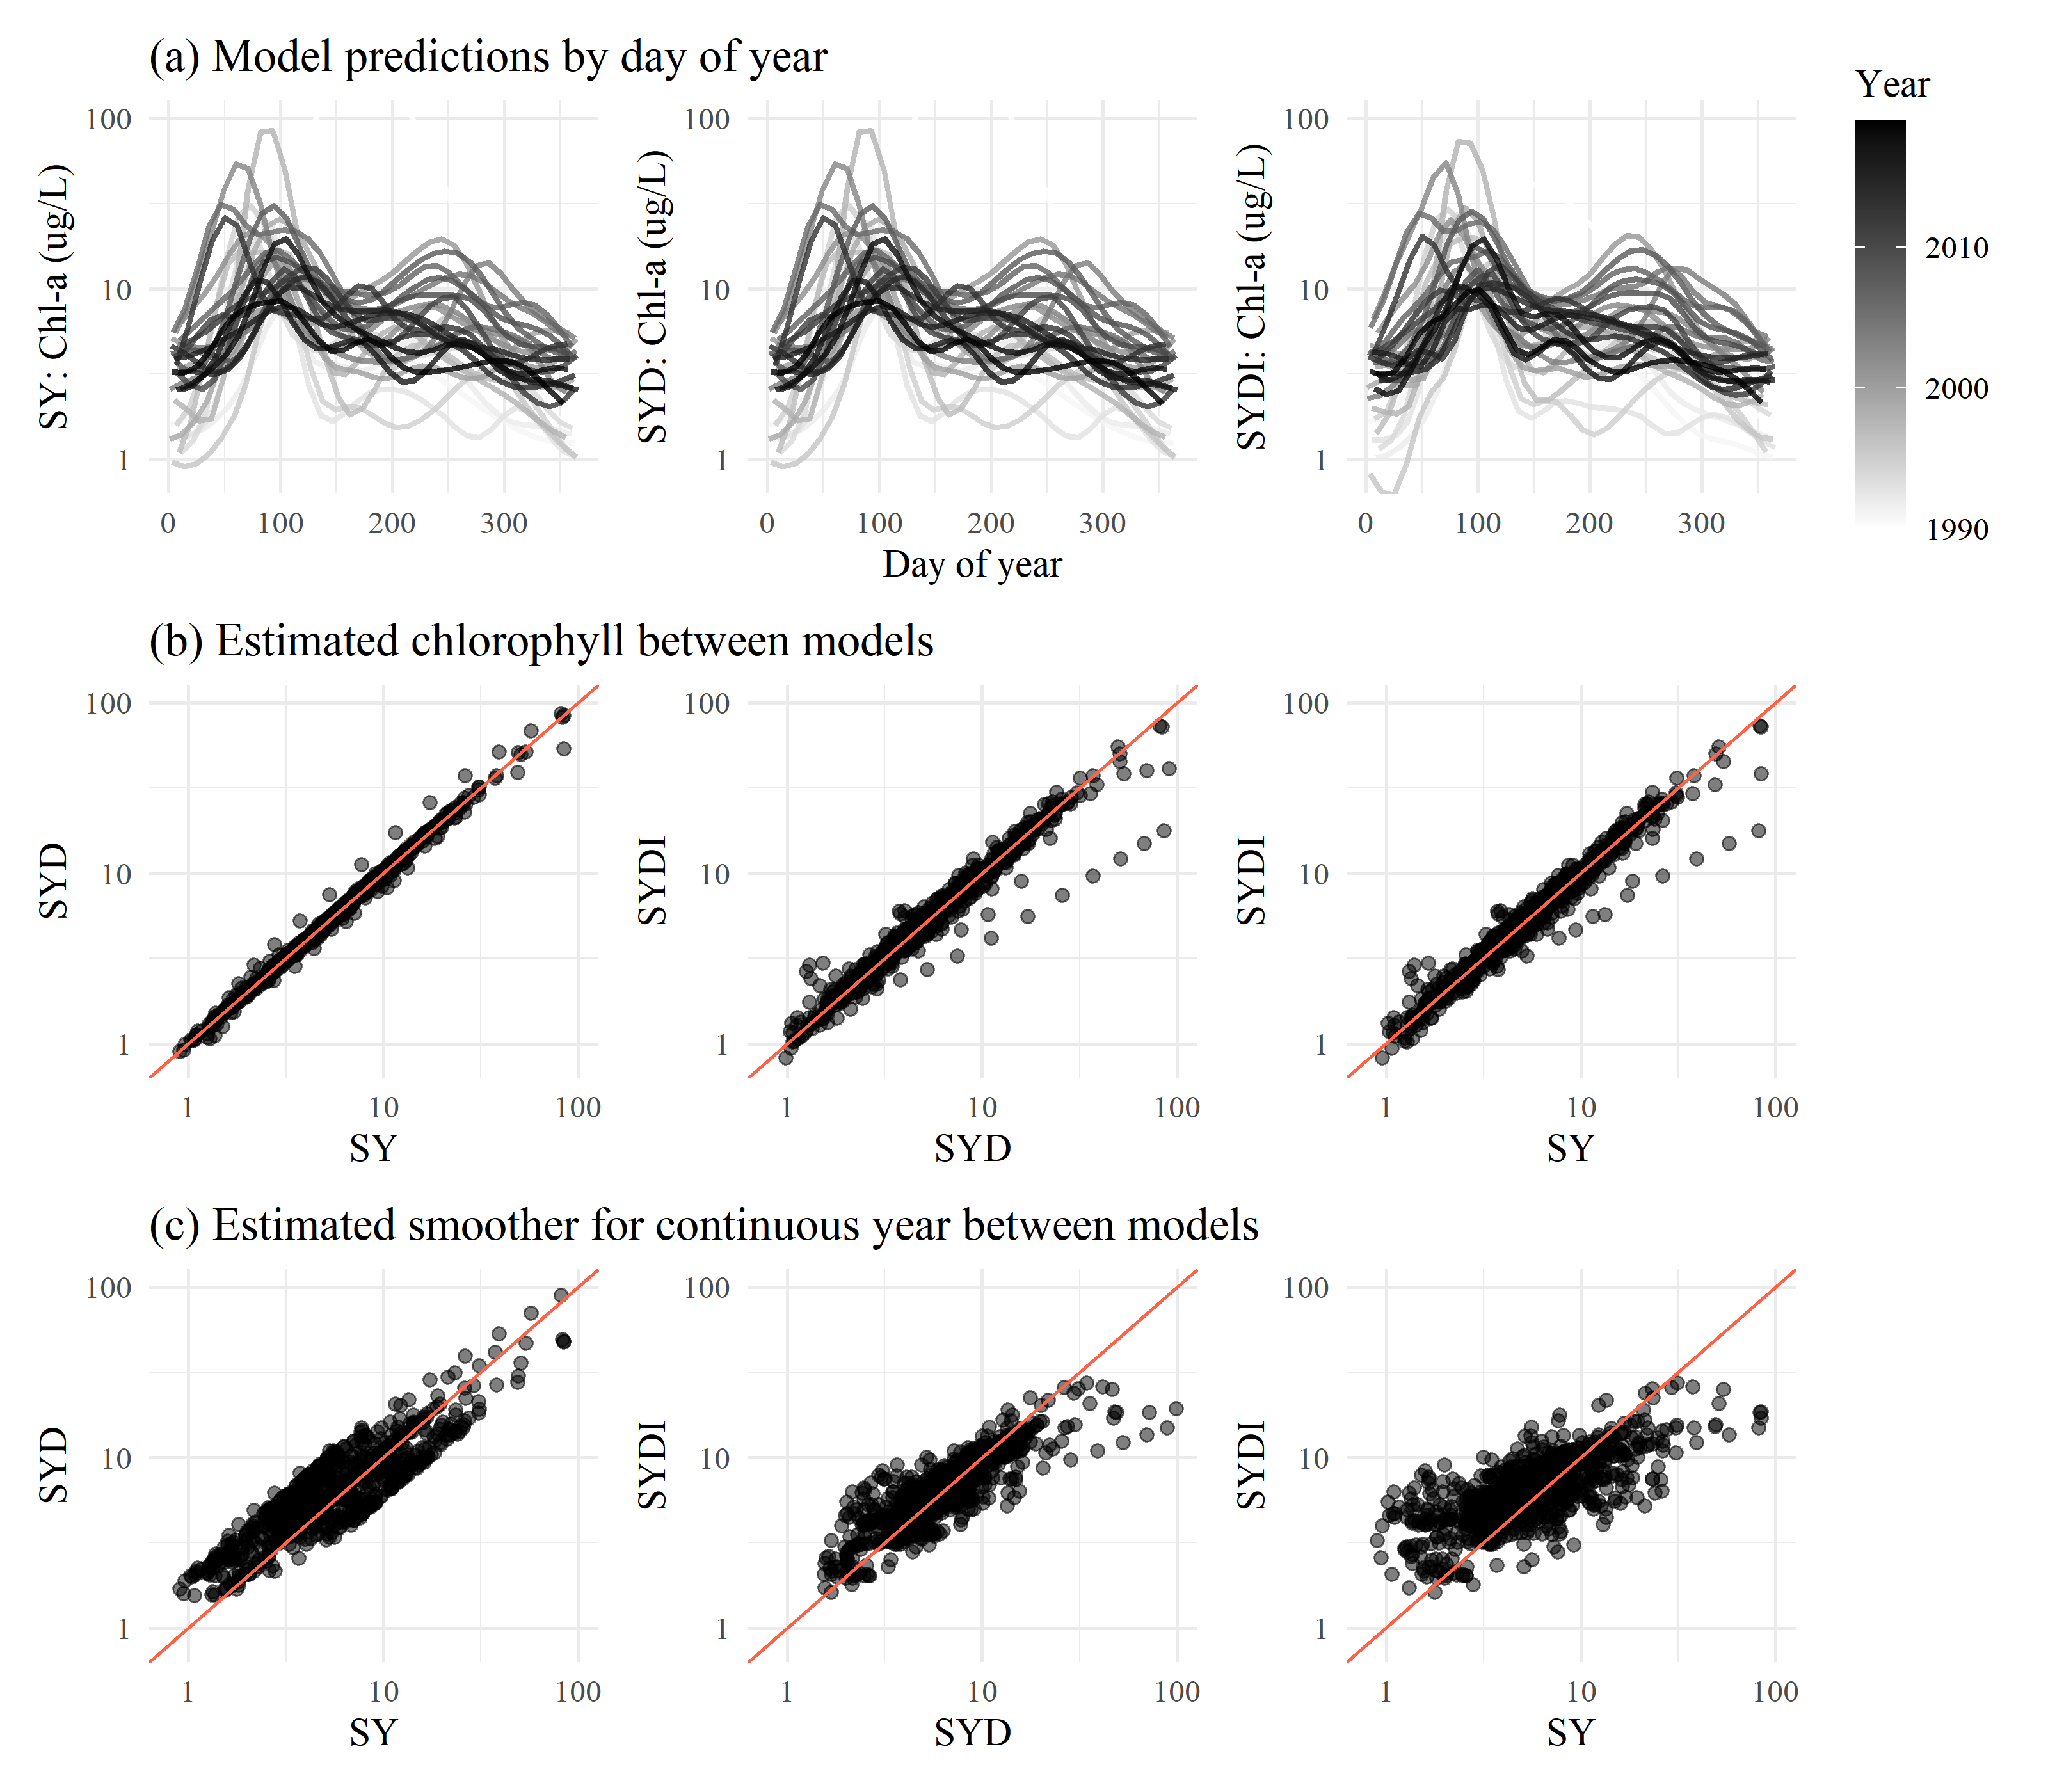 (a) Model predictions by day of year
SY: Chl-a (ug/L)
100
10
1
0 100 200 300
SYD: Chl-a (ug/L)
100
10
1
0 100 200 300
SYDI: Chl-a (ug/L)
100
10
1
0 100 200 300
Day of year
Year
2010
2000
1990
(b) Estimated chlorophyll between models
SYD
100
10
1
1 10 100
SY
SYDI
100
10
1
1 10 100
SYD
SYDI
100
10
1
1 10 100
SY
(c) Estimated smoother for continuous year between models
SYD
100
10
1
1 10 100
SY
SYDI
100
10
1
1 10 100
SYD
SYDI
100
10
1
1 10 100
SY